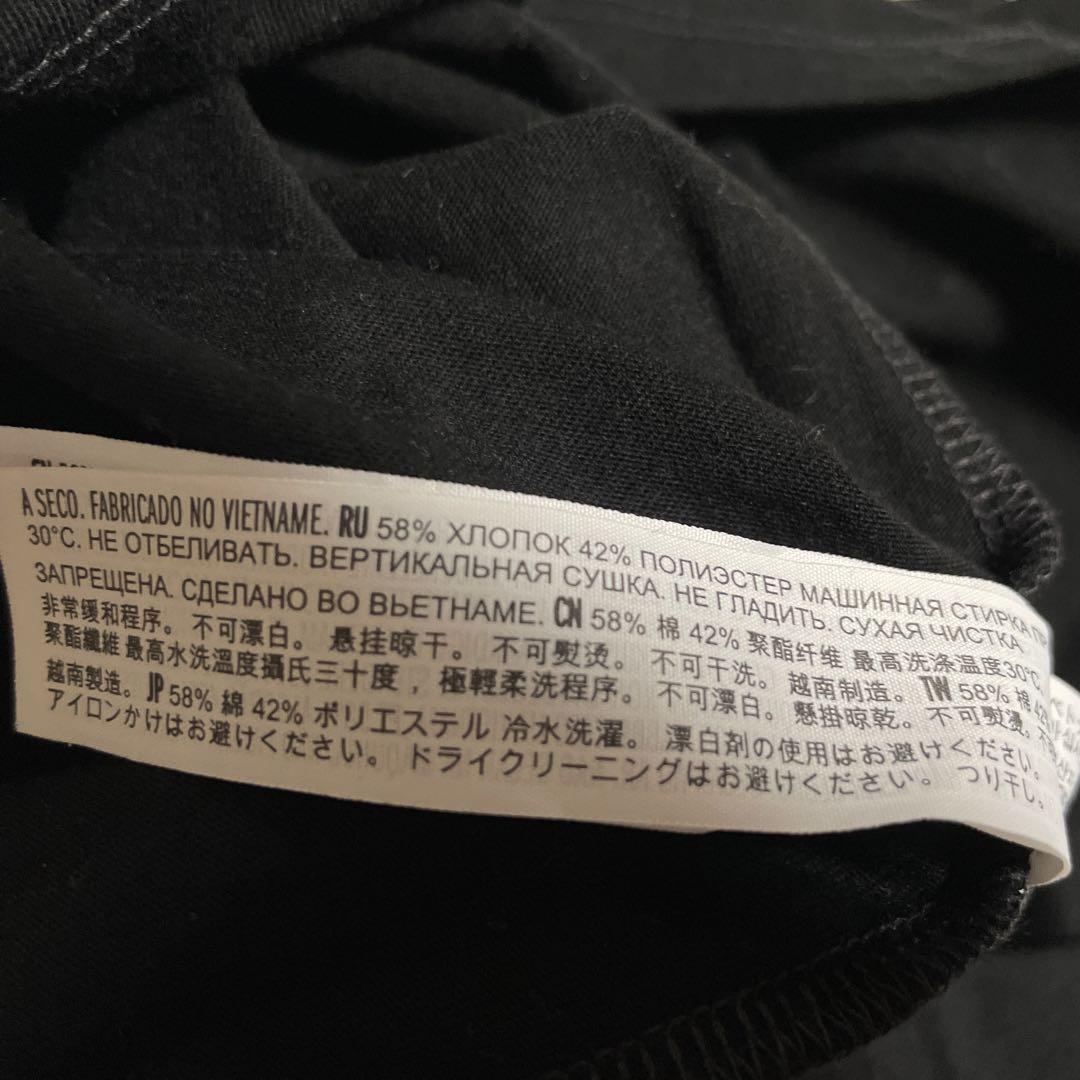 A SECO. FABRICADO NO VIETNAME. RU 58% ХЛОПОК 42% ПОЛИЭСТЕР МАШИННАЯ СТИРКА
30°C. НЕ ОТБЕЛИВАТЬ. ВЕРТИКАЛЬНАЯ СУШКА. НЕ ГЛАДИТЬ. СУХАЯ ЧИСТКА
ЗАПРЕЩЕНА. СДЕЛАНО ВО ВЬЕТНАМЕ. CN 58% 棉 42% 聚酯纤维 最高洗涤温度30°C.
非常缓和程序。不可漂白。悬挂晾干。不可熨烫。不可干洗。越南制造。TW 58% 棉 42%
聚酯纖維 最高水洗溫度攝氏三十度，極輕柔洗程序。不可漂白。懸掛晾乾。不可熨燙。
越南製造。JP 58% 綿 42% ポリエステル 冷水洗濯。漂白剤の使用はお避けください。
アイロンかけはお避けください。ドライクリーニングはお避けください。つり干し。